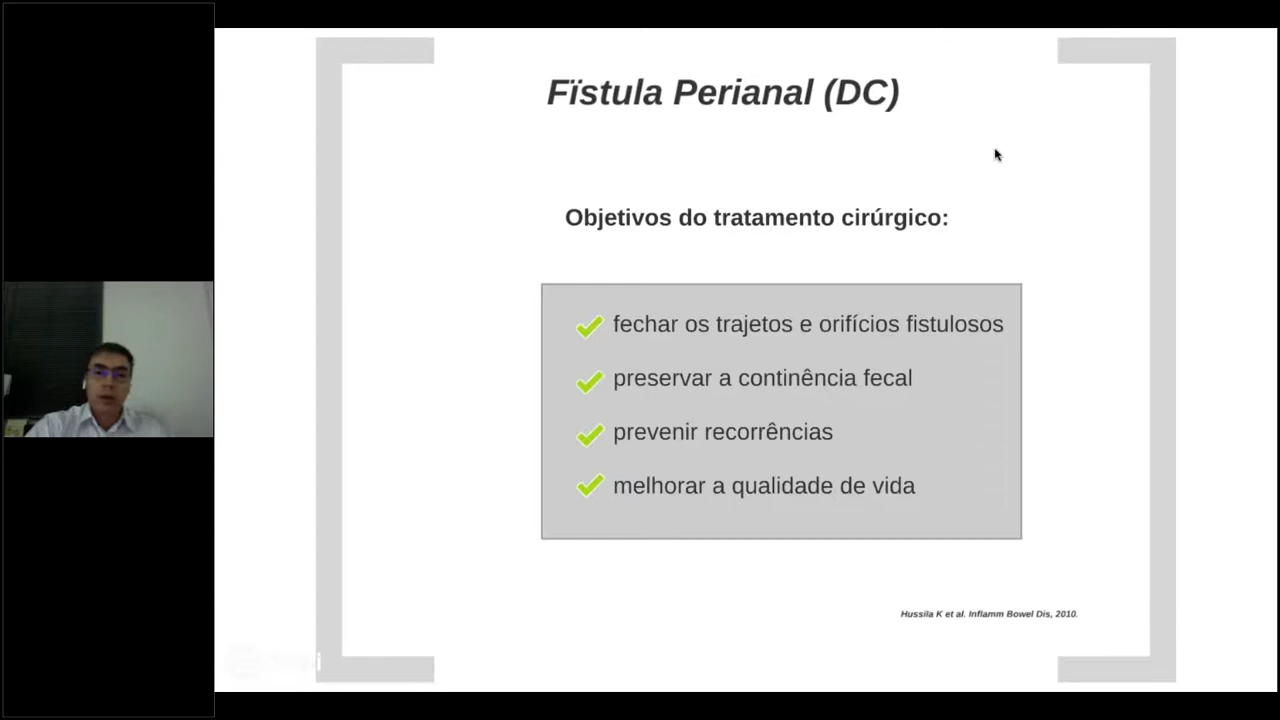 Fïstula Perianal (DC)
Objetivos do tratamento cirúrgico:
fechar os trajetos e orifícios fistulosos
preservar a continência fecal
prevenir recorrências
melhorar a qualidade de vida
Hussila K et al. Inflamm Bowel Dis, 2010.